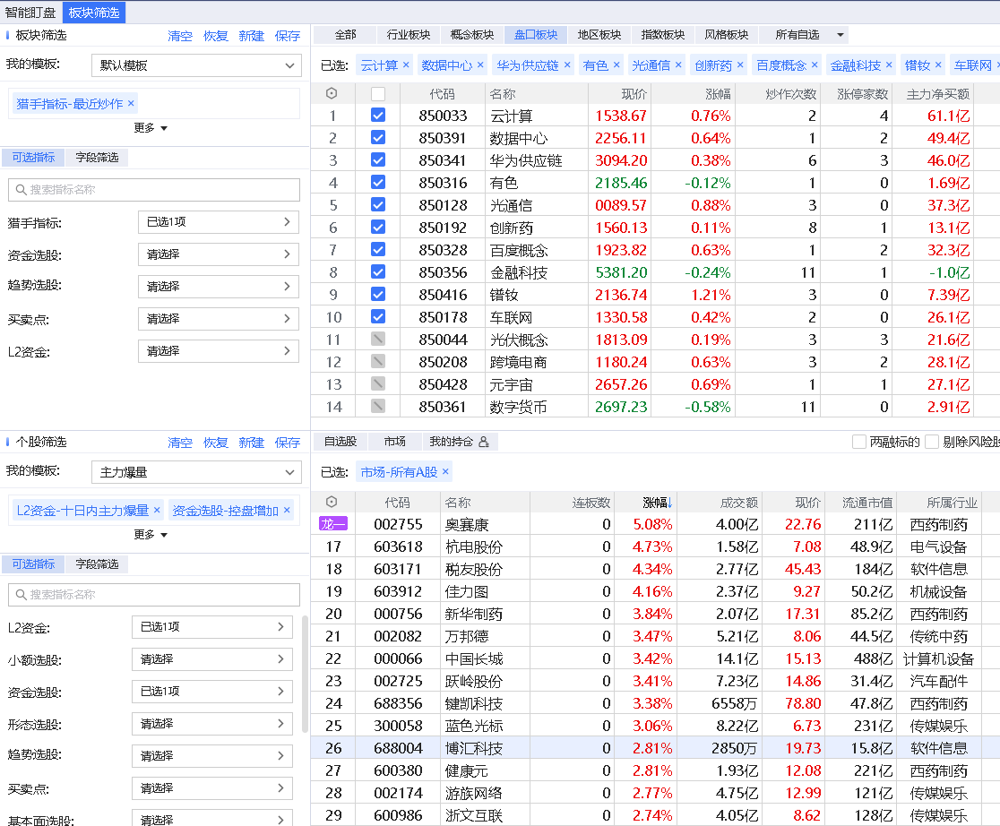 智能盯盘 板块筛选
板块筛选 清空 恢复 新建 保存
我的模板: 默认模板
猎手指标-最近炒作 ×
更多
可选指标 字段筛选
搜索指标名称
猎手指标: 已选1项
资金选股: 请选择
趋势选股: 请选择
买卖点: 请选择
L2资金: 请选择
全部 行业板块 概念板块 盘口板块 地区板块 指数板块 风格板块 所有自选
已选: 云计算 × 数据中心 × 华为供应链 × 有色 × 光通信 × 创新药 × 百度概念 × 金融科技 × 镨钕 × 车联网 ×
代码 名称 现价 涨幅 炒作次数 涨停家数 主力净买额
1 850033 云计算 1538.67 0.76% 2 4 61.1亿
2 850391 数据中心 2256.11 0.64% 1 2 49.4亿
3 850341 华为供应链 3094.20 0.38% 6 3 46.0亿
4 850316 有色 2185.46 -0.12% 1 0 1.69亿
5 850128 光通信 0089.57 0.88% 3 0 37.3亿
6 850192 创新药 1560.13 0.11% 8 1 13.1亿
7 850328 百度概念 1923.82 0.63% 1 2 32.3亿
8 850356 金融科技 5381.20 -0.24% 11 1 -1.0亿
9 850416 镨钕 2136.74 1.21% 3 0 7.39亿
10 850178 车联网 1330.58 0.42% 2 0 26.1亿
11 850044 光伏概念 1813.09 0.19% 3 3 21.6亿
12 850208 跨境电商 1180.24 0.63% 3 2 28.1亿
13 850428 元宇宙 2657.26 0.69% 1 1 27.1亿
14 850361 数字货币 2697.23 -0.58% 11 0 2.91亿
个股筛选 清空 恢复 新建 保存
我的模板: 主力爆量
L2资金-十日内主力爆量 × 资金选股-控盘增加 ×
更多
可选指标 字段筛选
搜索指标名称
L2资金: 已选1项
小额选股: 请选择
资金选股: 已选1项
形态选股: 请选择
趋势选股: 请选择
买卖点: 请选择
基本面选股: 请选择
自选股 市场 我的持仓 两融标的 剔除风险股
已选: 市场-所有A股 ×
代码 名称 连板数 涨幅↓ 成交额 现价 流通市值 所属行业
龙一 002755 奥赛康 0 5.08% 4.00亿 22.76 211亿 西药制药
17 603618 杭电股份 0 4.73% 1.58亿 7.08 48.9亿 电气设备
18 603171 税友股份 0 4.34% 2.77亿 45.43 184亿 软件信息
19 603912 佳力图 0 4.16% 2.37亿 9.27 50.2亿 机械设备
20 000756 新华制药 0 3.84% 2.07亿 17.31 85.2亿 西药制药
21 002082 万邦德 0 3.47% 5.21亿 8.06 44.5亿 传统中药
22 000066 中国长城 0 3.42% 14.1亿 15.13 488亿 计算机设备
23 002725 跃岭股份 0 3.41% 7.23亿 14.86 31.4亿 汽车配件
24 688356 键凯科技 0 3.38% 6558万 78.80 47.8亿 西药制药
25 300058 蓝色光标 0 3.06% 8.22亿 6.73 231亿 传媒娱乐
26 688004 博汇科技 0 2.81% 2850万 19.73 15.8亿 软件信息
27 600380 健康元 0 2.81% 1.93亿 12.08 221亿 西药制药
28 002174 游族网络 0 2.77% 4.75亿 12.99 121亿 传媒娱乐
29 600986 浙文互联 0 2.74% 4.05亿 8.62 128亿 传媒娱乐